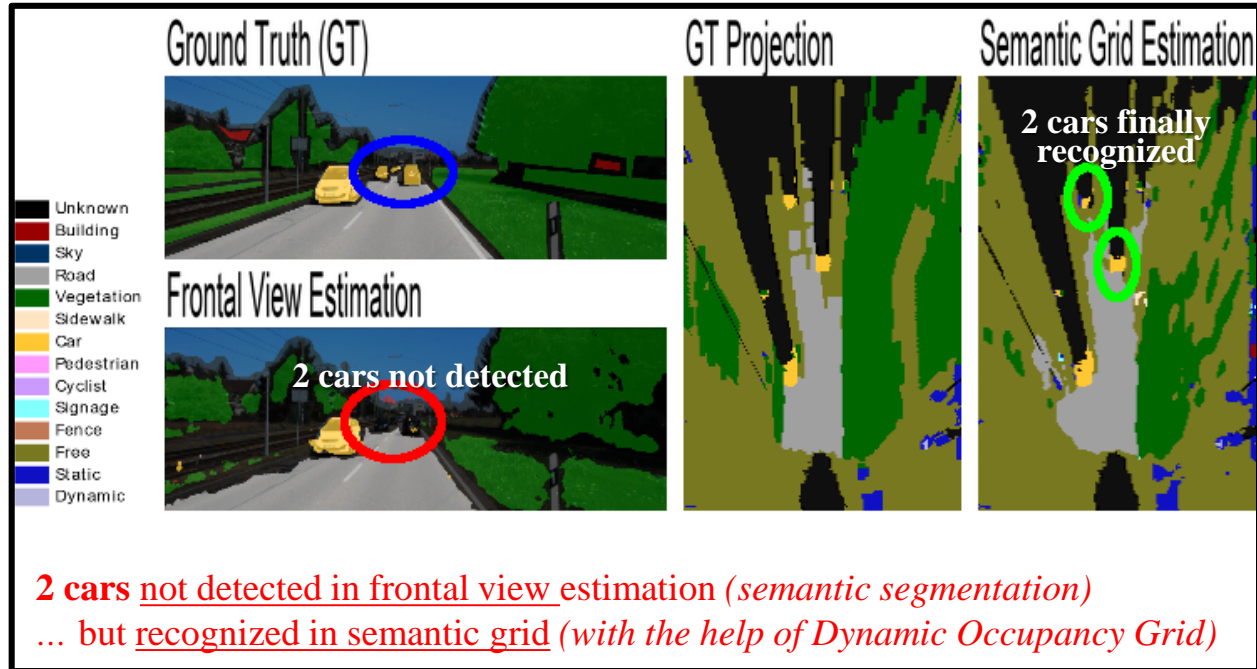 Ground Truth (GT)
GT Projection
Semantic Grid Estimation
2 cars finally
recognized
Unknown
Building
Sky
Road
Vegetation
Sidewalk
Car
Pedestrian
Cyclist
Signage
Fence
Free
Static
Dynamic
Frontal View Estimation
2 cars not detected
2 cars not detected in frontal view estimation (semantic segmentation)
... but recognized in semantic grid (with the help of Dynamic Occupancy Grid)